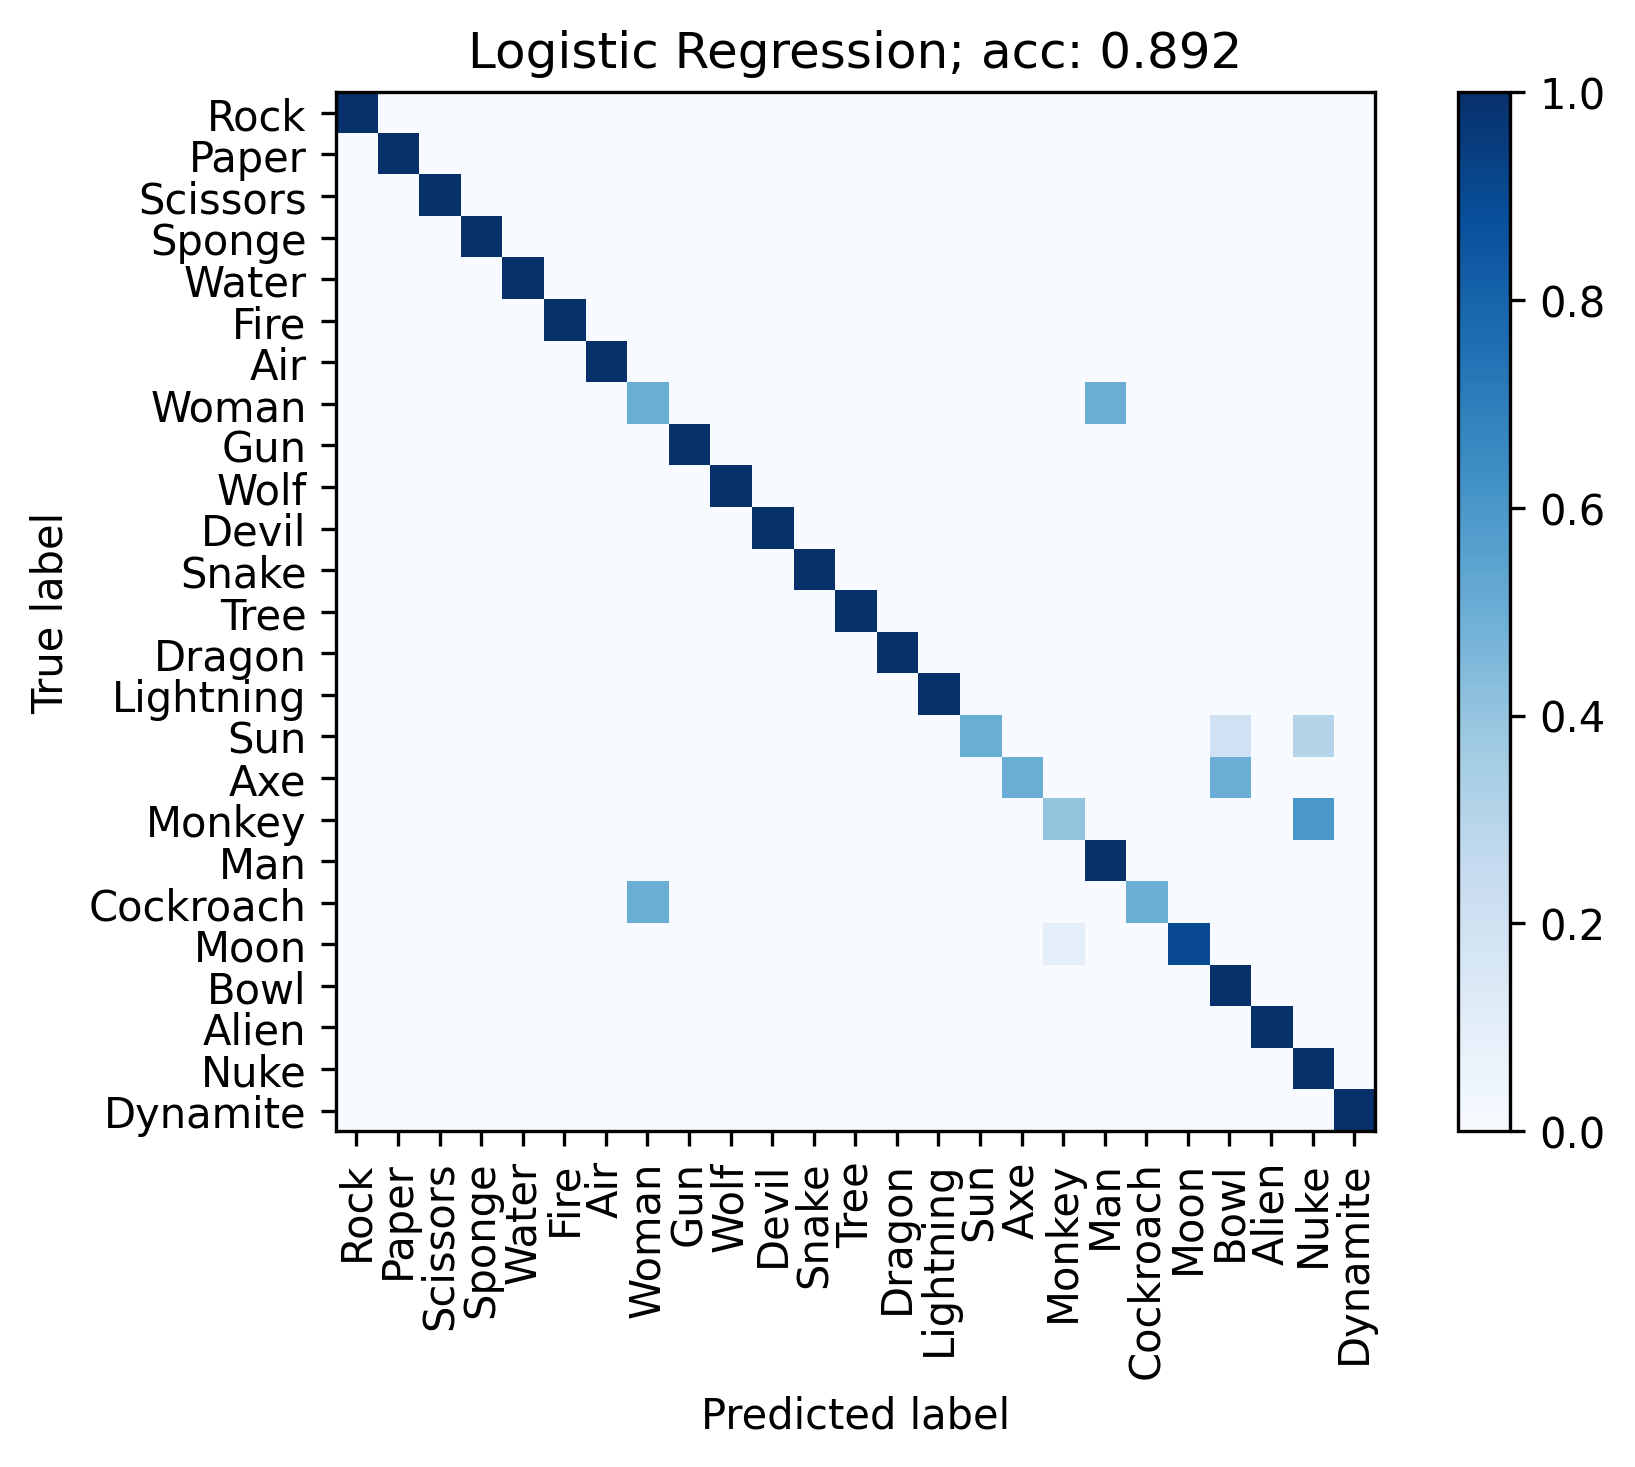 Logistic Regression; acc: 0.892
True label
Rock
Paper
Scissors
Sponge
Water
Fire
Air
Woman
Gun
Wolf
Devil
Snake
Tree
Dragon
Lightning
Sun
Axe
Monkey
Man
Cockroach
Moon
Bowl
Alien
Nuke
Dynamite
Rock
Paper
Scissors
Sponge
Water
Fire
Air
Woman
Gun
Wolf
Devil
Snake
Tree
Dragon
Lightning
Sun
Axe
Monkey
Man
Cockroach
Moon
Bowl
Alien
Nuke
Dynamite
Predicted label
1.0
0.8
0.6
0.4
0.2
0.0